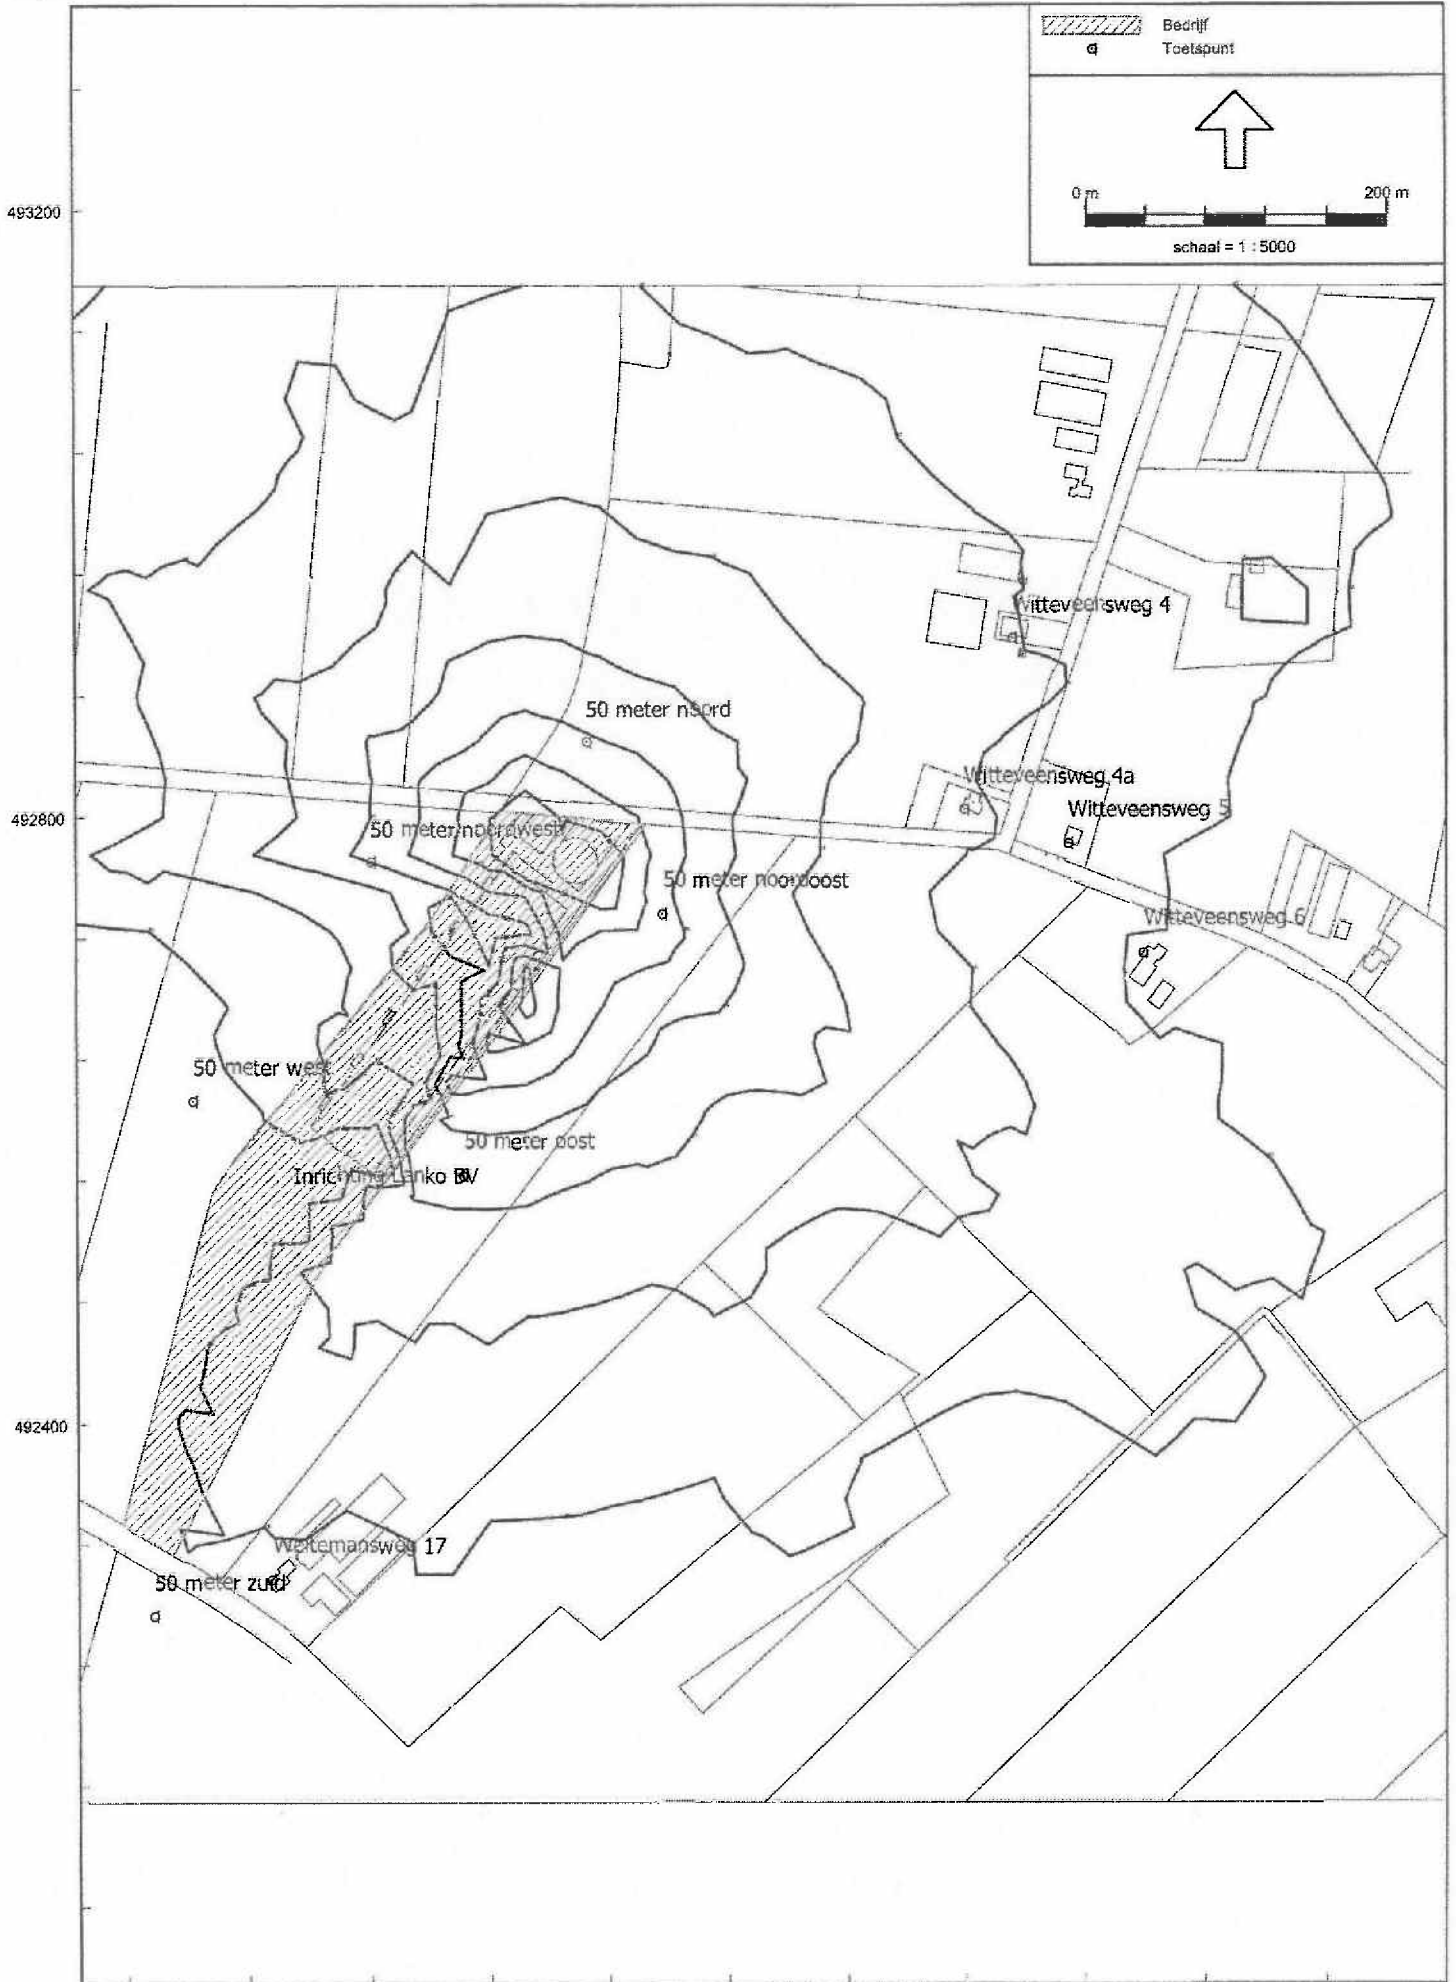 Bedrijf
Toetspunt
0 m 200 m
schaal = 1 : 5000
493200
Witteveensweg 4
50 meter noord
Witteveensweg 4a
492800
Witteveensweg 5
50 meter noordwest
50 meter noordoost
Witteveensweg 6
50 meter west
50 meter oost
Inrichting Lanko BV
492400
Weitemansweg 17
50 meter zuid